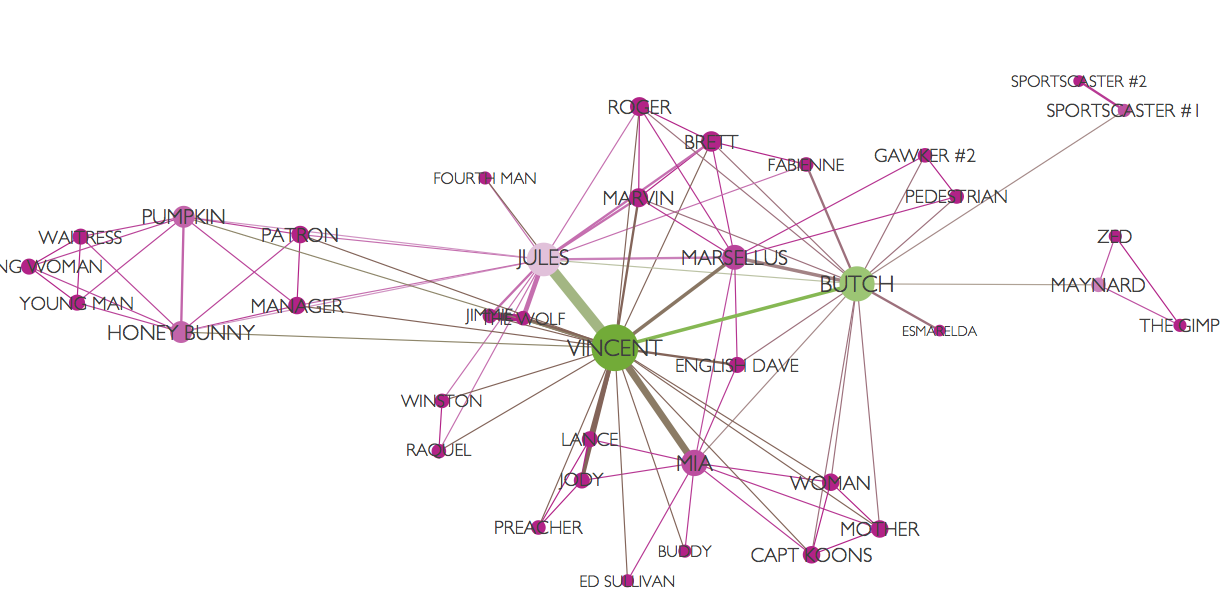 SPORTSCASTER #2
SPORTSCASTER #1
ROGER
BRETT
FABIENNE
GAWKER #2
FOURTH MAN
MARVIN
PEDESTRIAN
PUMPKIN
WAITRESS
PATRON
ZED
NG WOMAN
JULES
MARSELLUS
BUTCH
MAYNARD
YOUNG MAN
MANAGER
JIMMIE
THE WOLF
THE GIMP
HONEY BUNNY
ESMARELDA
VINCENT
ENGLISH DAVE
WINSTON
LANCE
RAQUEL
MIA
JODY
WOMAN
PREACHER
MOTHER
BUDDY
CAPT KOONS
ED SULLIVAN